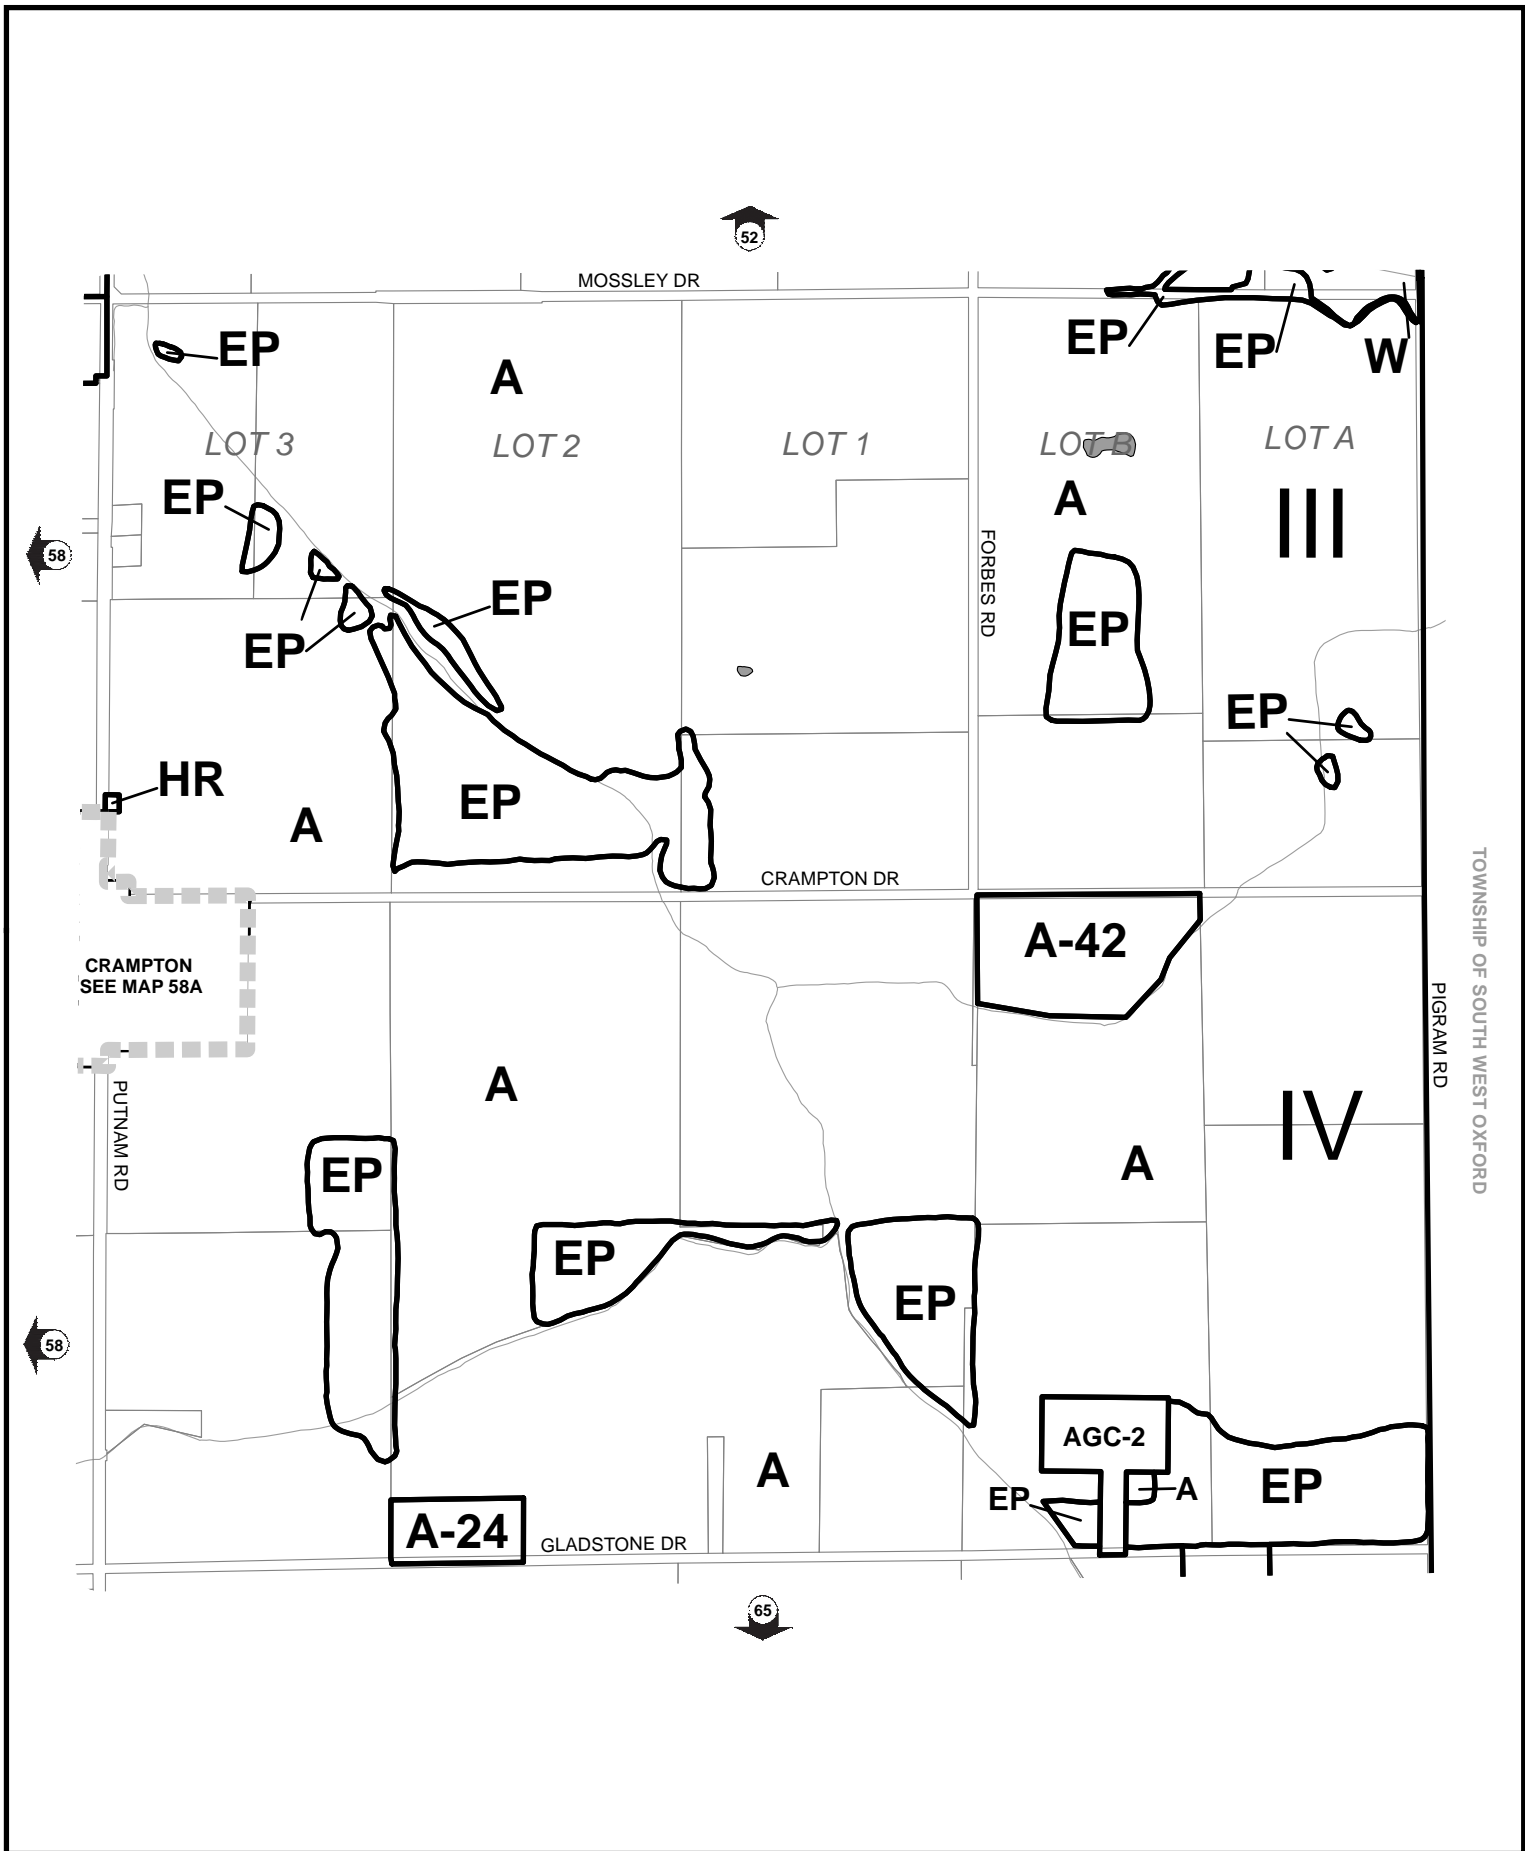 52
MOSSLEY DR
EP
EP
EP
W
A
LOT 3
LOT 2
LOT 1
LOT B
LOT A
EP
A
III
58
FORBES RD
EP
EP
EP
EP
HR
EP
A
CRAMPTON DR
TOWNSHIP OF SOUTH WEST OXFORD
A-42
CRAMPTON
SEE MAP 58A
PIGRAM RD
A
PUTNAM RD
IV
A
EP
EP
EP
58
AGC-2
A
EP
EP
A
A-24
GLADSTONE DR
65